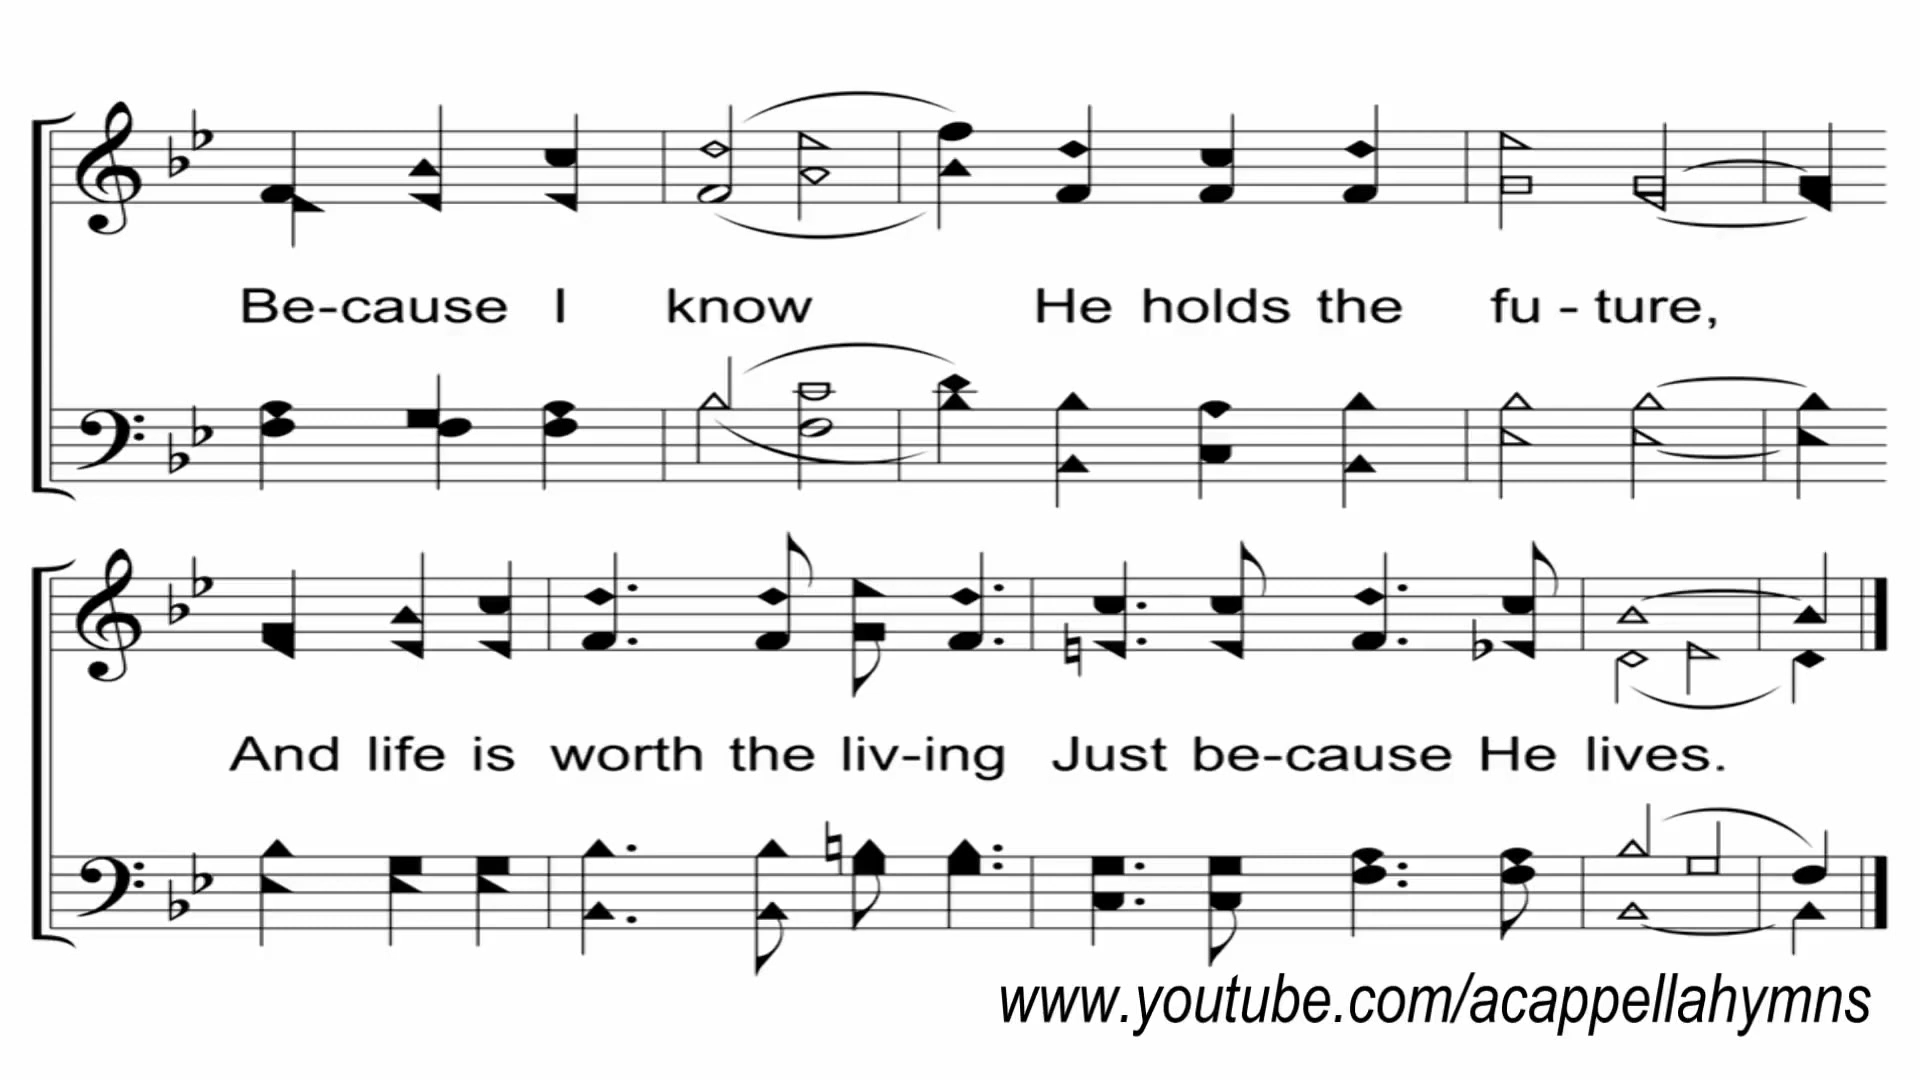 Be-cause I know He holds the fu - ture,
And life is worth the liv-ing Just be-cause He lives.
www.youtube.com/acappellahymns